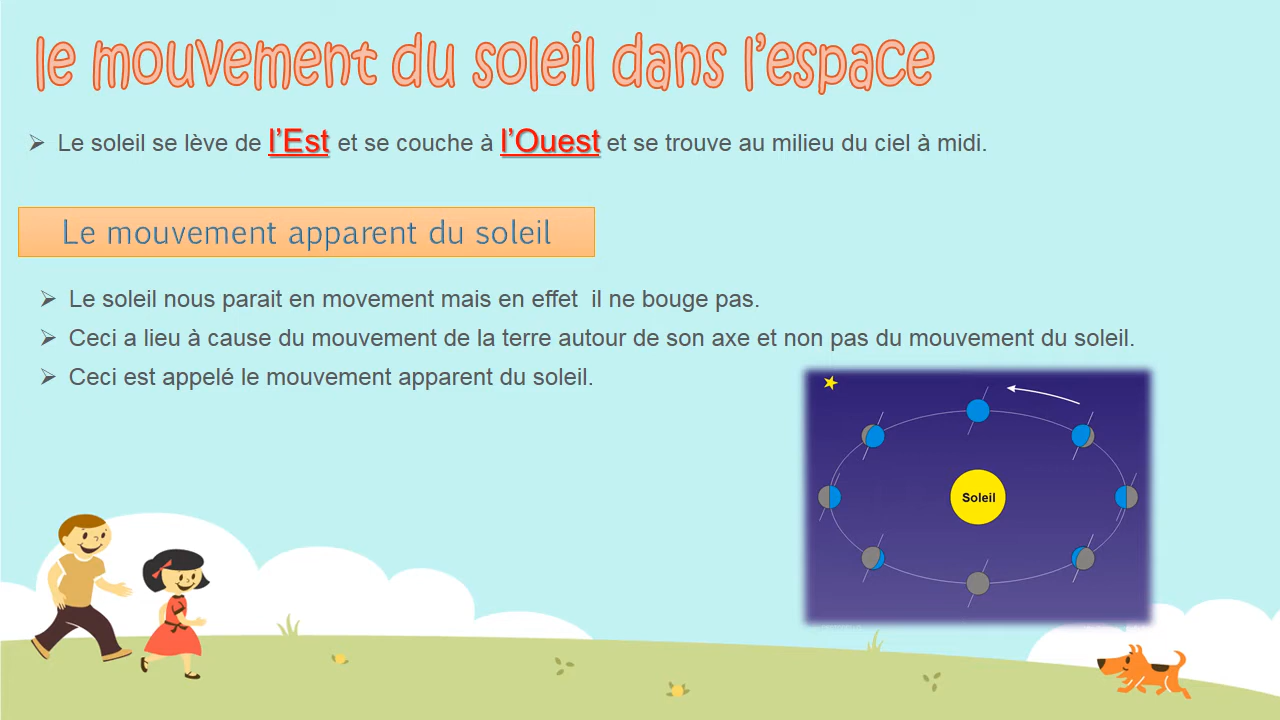 le mouvement du soleil dans l'espace
➢ Le soleil se lève de l'Est et se couche à l'Ouest et se trouve au milieu du ciel à midi.
Le mouvement apparent du soleil
➢ Le soleil nous parait en movement mais en effet  il ne bouge pas.
➢ Ceci a lieu à cause du mouvement de la terre autour de son axe et non pas du mouvement du soleil.
➢ Ceci est appelé le mouvement apparent du soleil.
Soleil